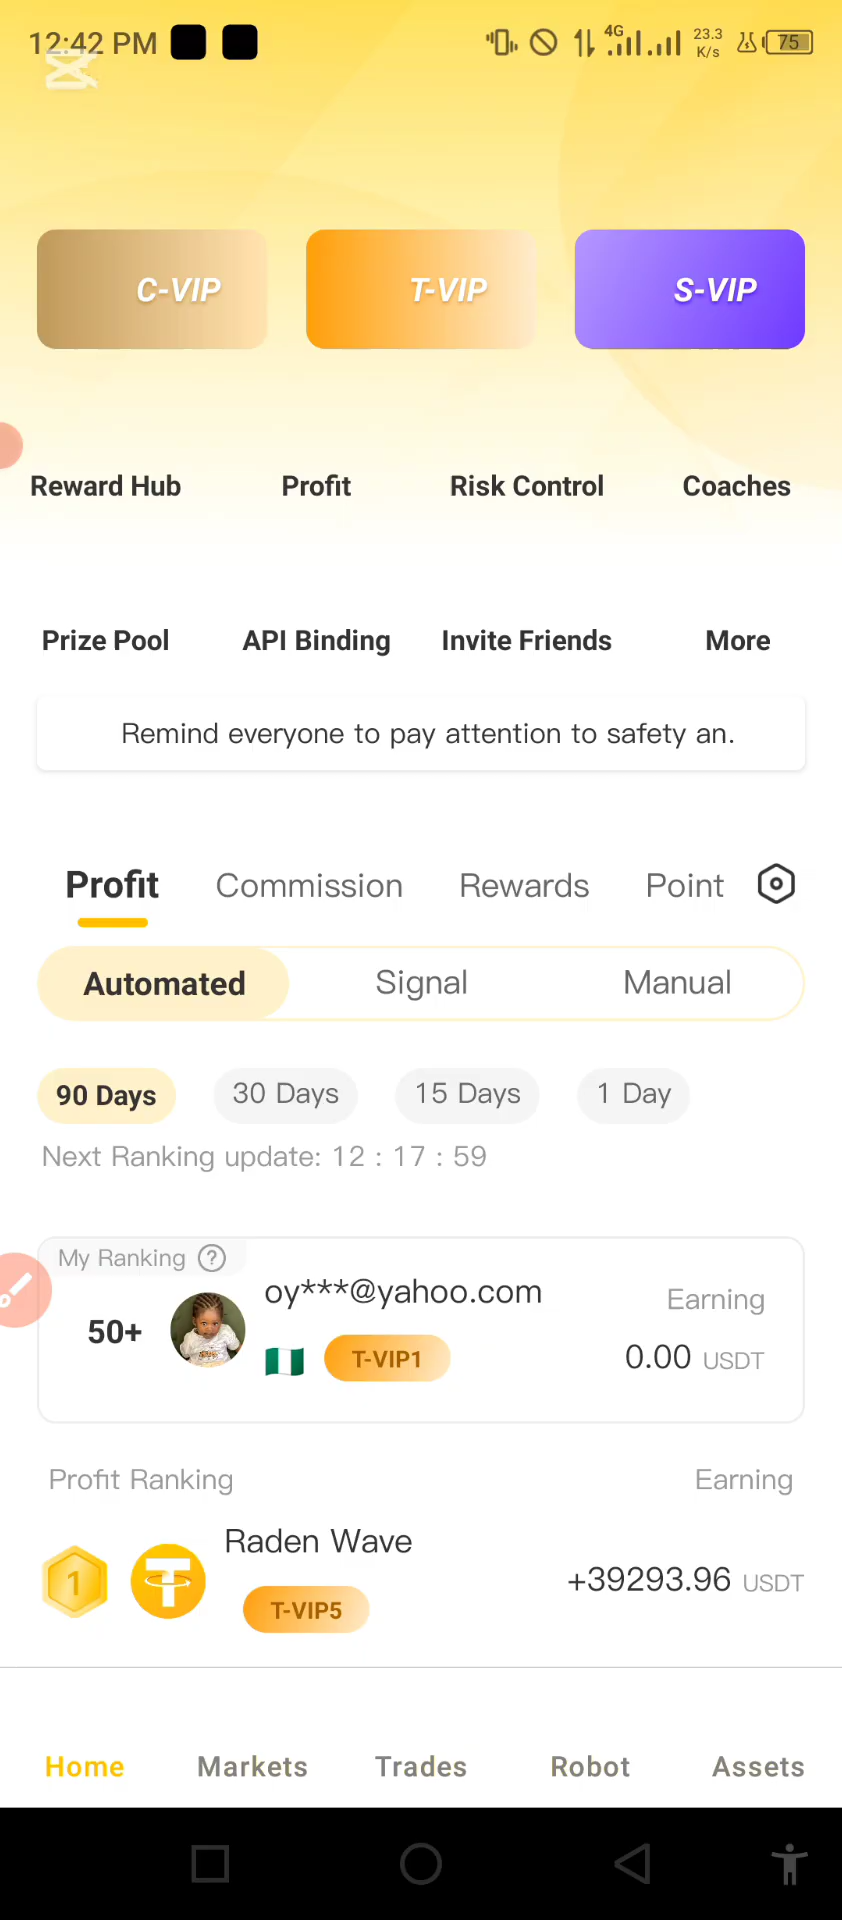 12:42 PM
4G
23.3
K/s
75
C-VIP
T-VIP
S-VIP
Reward Hub
Profit
Risk Control
Coaches
Prize Pool
API Binding
Invite Friends
More
Remind everyone to pay attention to safety an.
Profit
Commission
Rewards
Point
Automated
Signal
Manual
90 Days
30 Days
15 Days
1 Day
Next Ranking update: 12 : 17 : 59
My Ranking ?
50+
oy***@yahoo.com
T-VIP1
Earning
0.00 USDT
Profit Ranking
Earning
1
Raden Wave
T-VIP5
+39293.96 USDT
Home
Markets
Trades
Robot
Assets